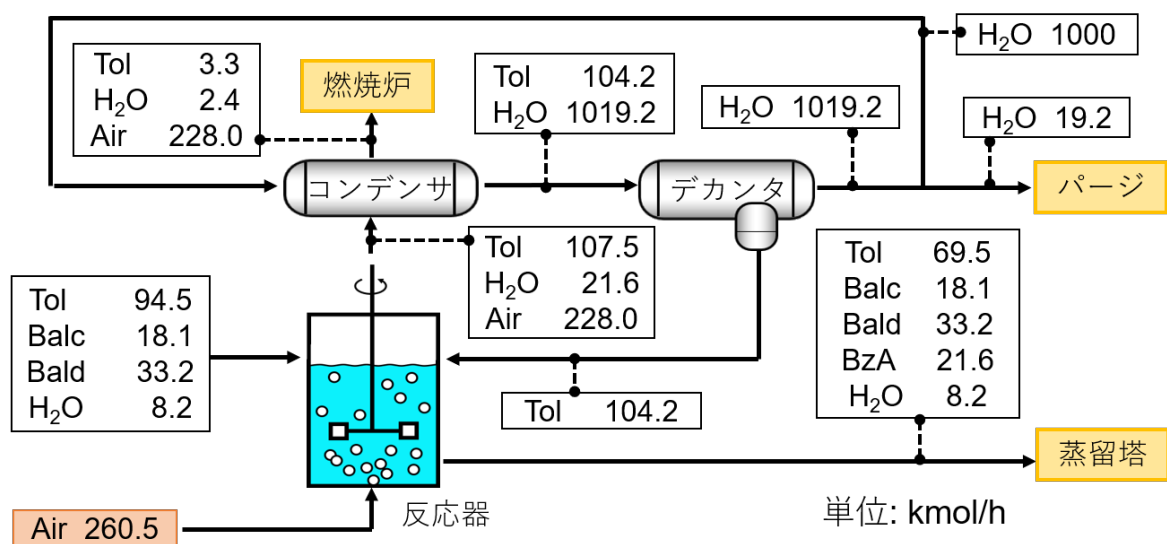 H₂O 1000
Tol 3.3
H₂O 2.4
Air 228.0
燃焼炉
Tol 104.2
H₂O 1019.2
H₂O 1019.2
H₂O 19.2
コンデンサ
デカンタ
パージ
Tol 107.5
H₂O 21.6
Air 228.0
Tol 69.5
Balc 18.1
Bald 33.2
BzA 21.6
H₂O 8.2
Tol 94.5
Balc 18.1
Bald 33.2
H₂O 8.2
Tol 104.2
蒸留塔
反応器
単位: kmol/h
Air 260.5